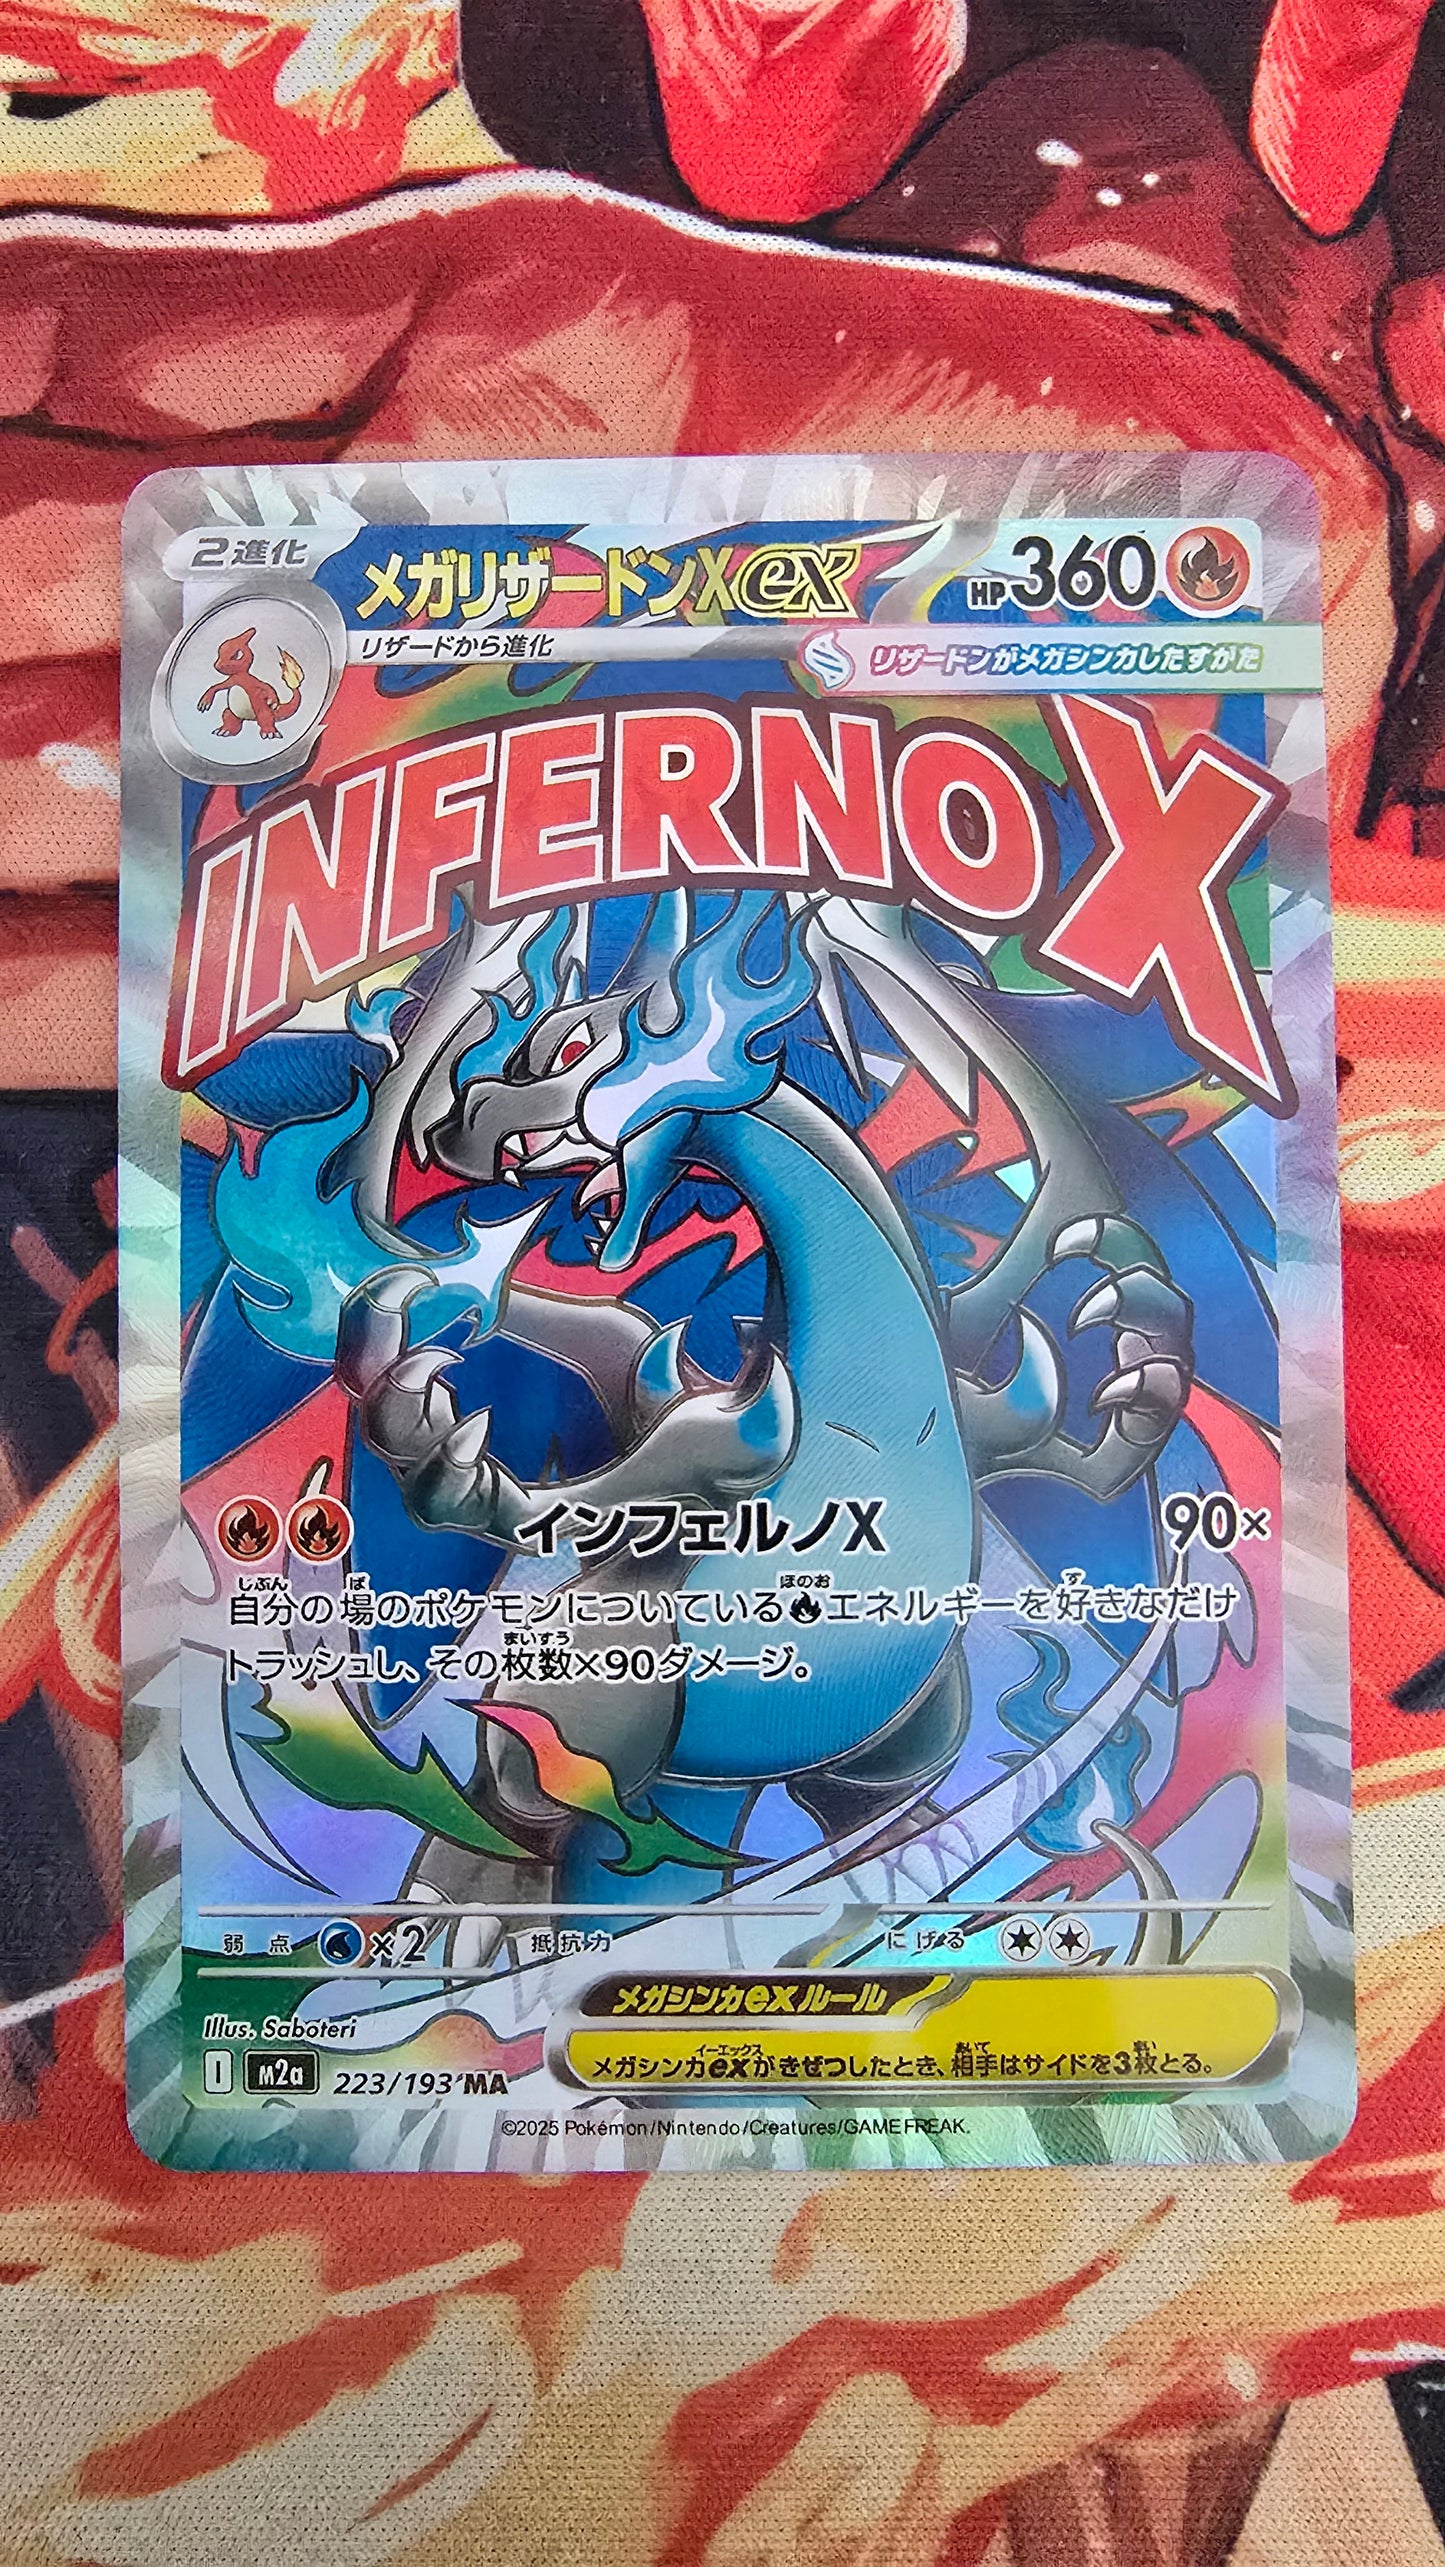 2進化
メガリザードンXex
HP360
リザードから進化
リザードンがメガシンカしたすがた
INFERNO X
インフェルノX
90×
自分の場のポケモンについているエネルギーを好きなだけ
トラッシュし、その枚数×90ダメージ。
弱点 ×2 抵抗力 にげる
メガシンカexルール
メガシンカexがきぜつしたとき、相手はサイドを3枚とる。
Illus. Saboteri
I M2a 223/193 MA
©2025 Pokémon/Nintendo/Creatures/GAME FREAK.